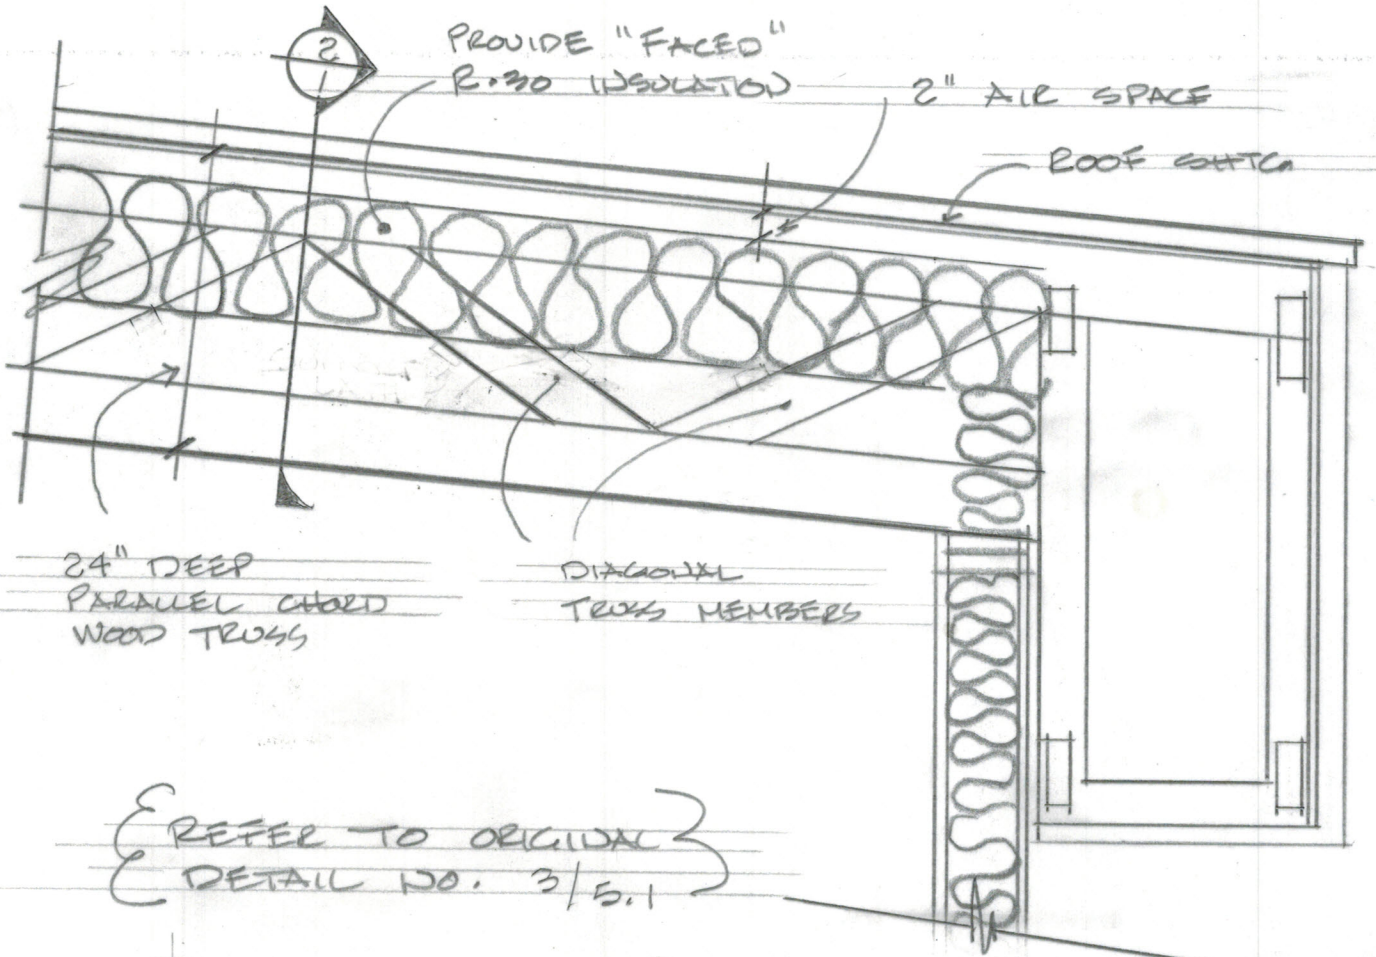 2
PROVIDE "FACED"
R.30 INSULATION
2" AIR SPACE
ROOF SHTG
24" DEEP
PARALLEL CHORD
WOOD TRUSS
DIAGONAL
TRUSS MEMBERS
REFER TO ORIGINAL
DETAIL NO. 3/5.1